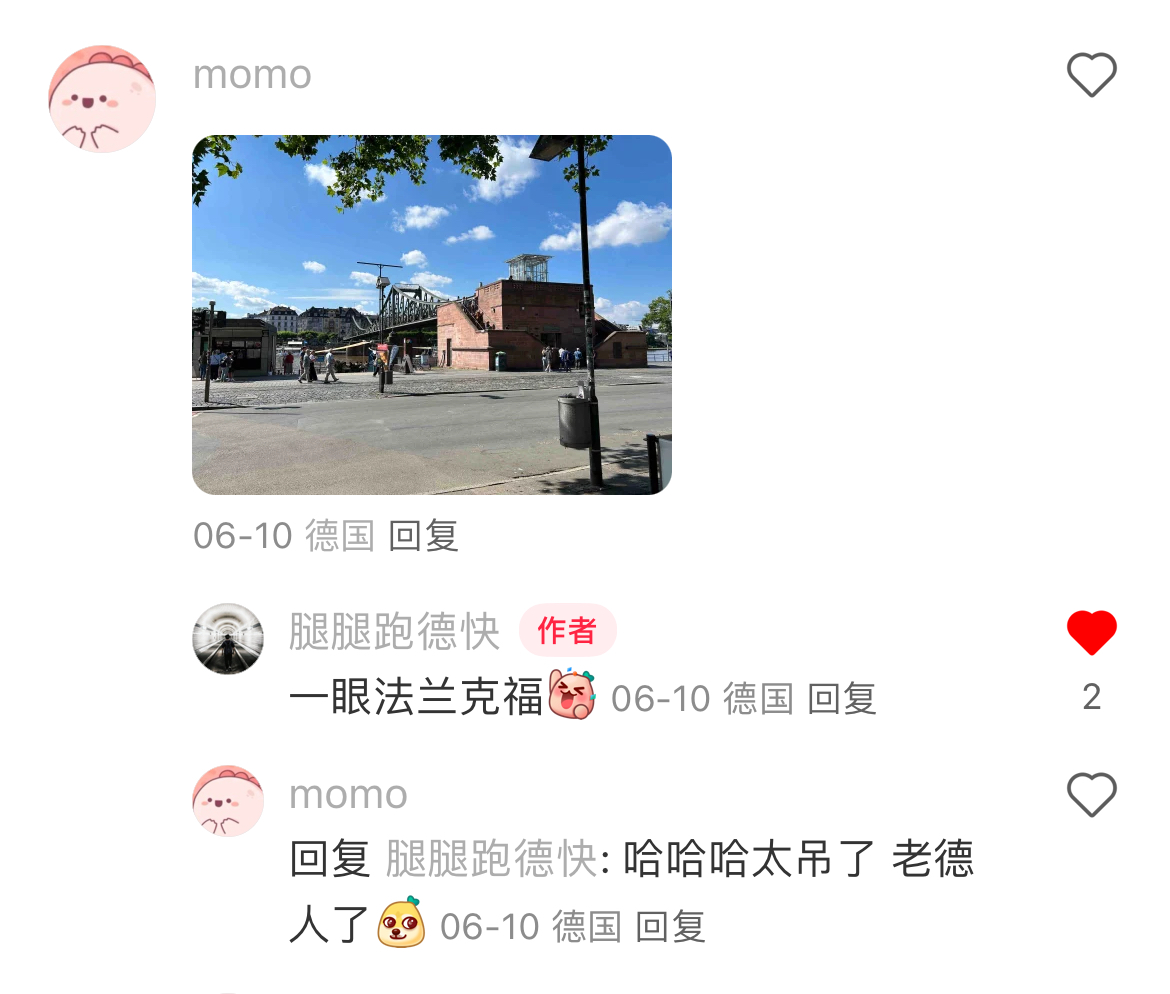 momo
06-10 德国 回复
腿腿跑德快 作者
一眼法兰克福 06-10 德国 回复
2
momo
回复 腿腿跑德快: 哈哈哈太吊了 老德
人了 06-10 德国 回复